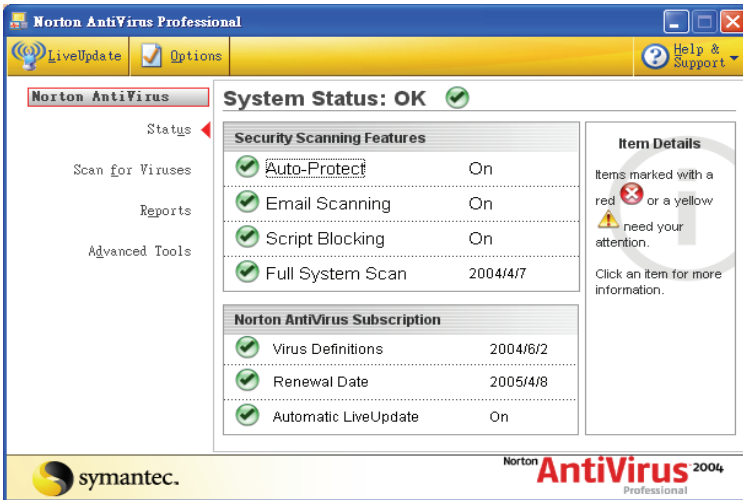 Norton AntiVirus Professional
LiveUpdate
Options
Help &
Support
Norton AntiVirus
Status
Scan for Viruses
Reports
Advanced Tools
System Status: OK
Security Scanning Features
Auto-Protect On
Email Scanning On
Script Blocking On
Full System Scan 2004/4/7
Norton AntiVirus Subscription
Virus Definitions 2004/6/2
Renewal Date 2005/4/8
Automatic LiveUpdate On
Item Details
Items marked with a
red or a yellow
need your
attention.
Click an item for more
information.
symantec.
Norton AntiVirus 2004
Professional